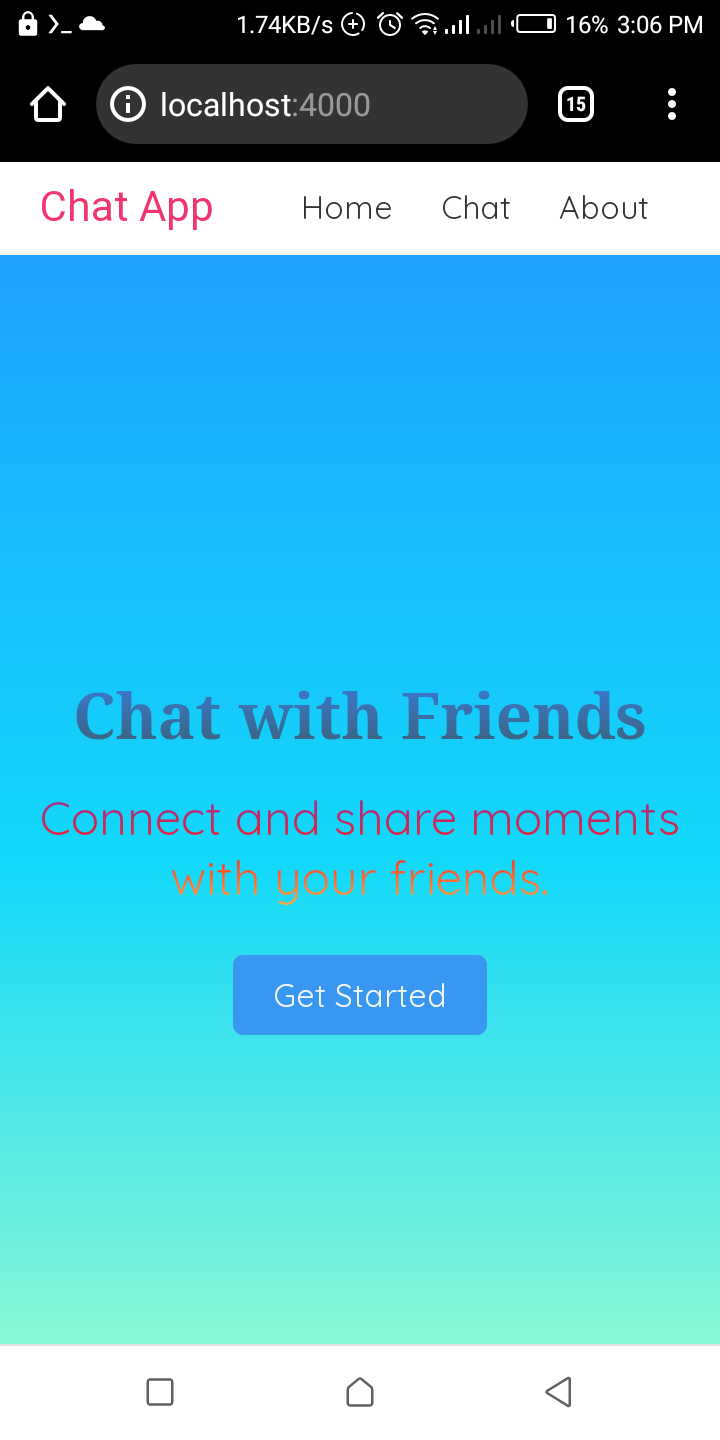 1.74KB/s 16% 3:06 PM
localhost:4000 15
Chat App Home Chat About
Chat with Friends
Connect and share moments
with your friends.
Get Started